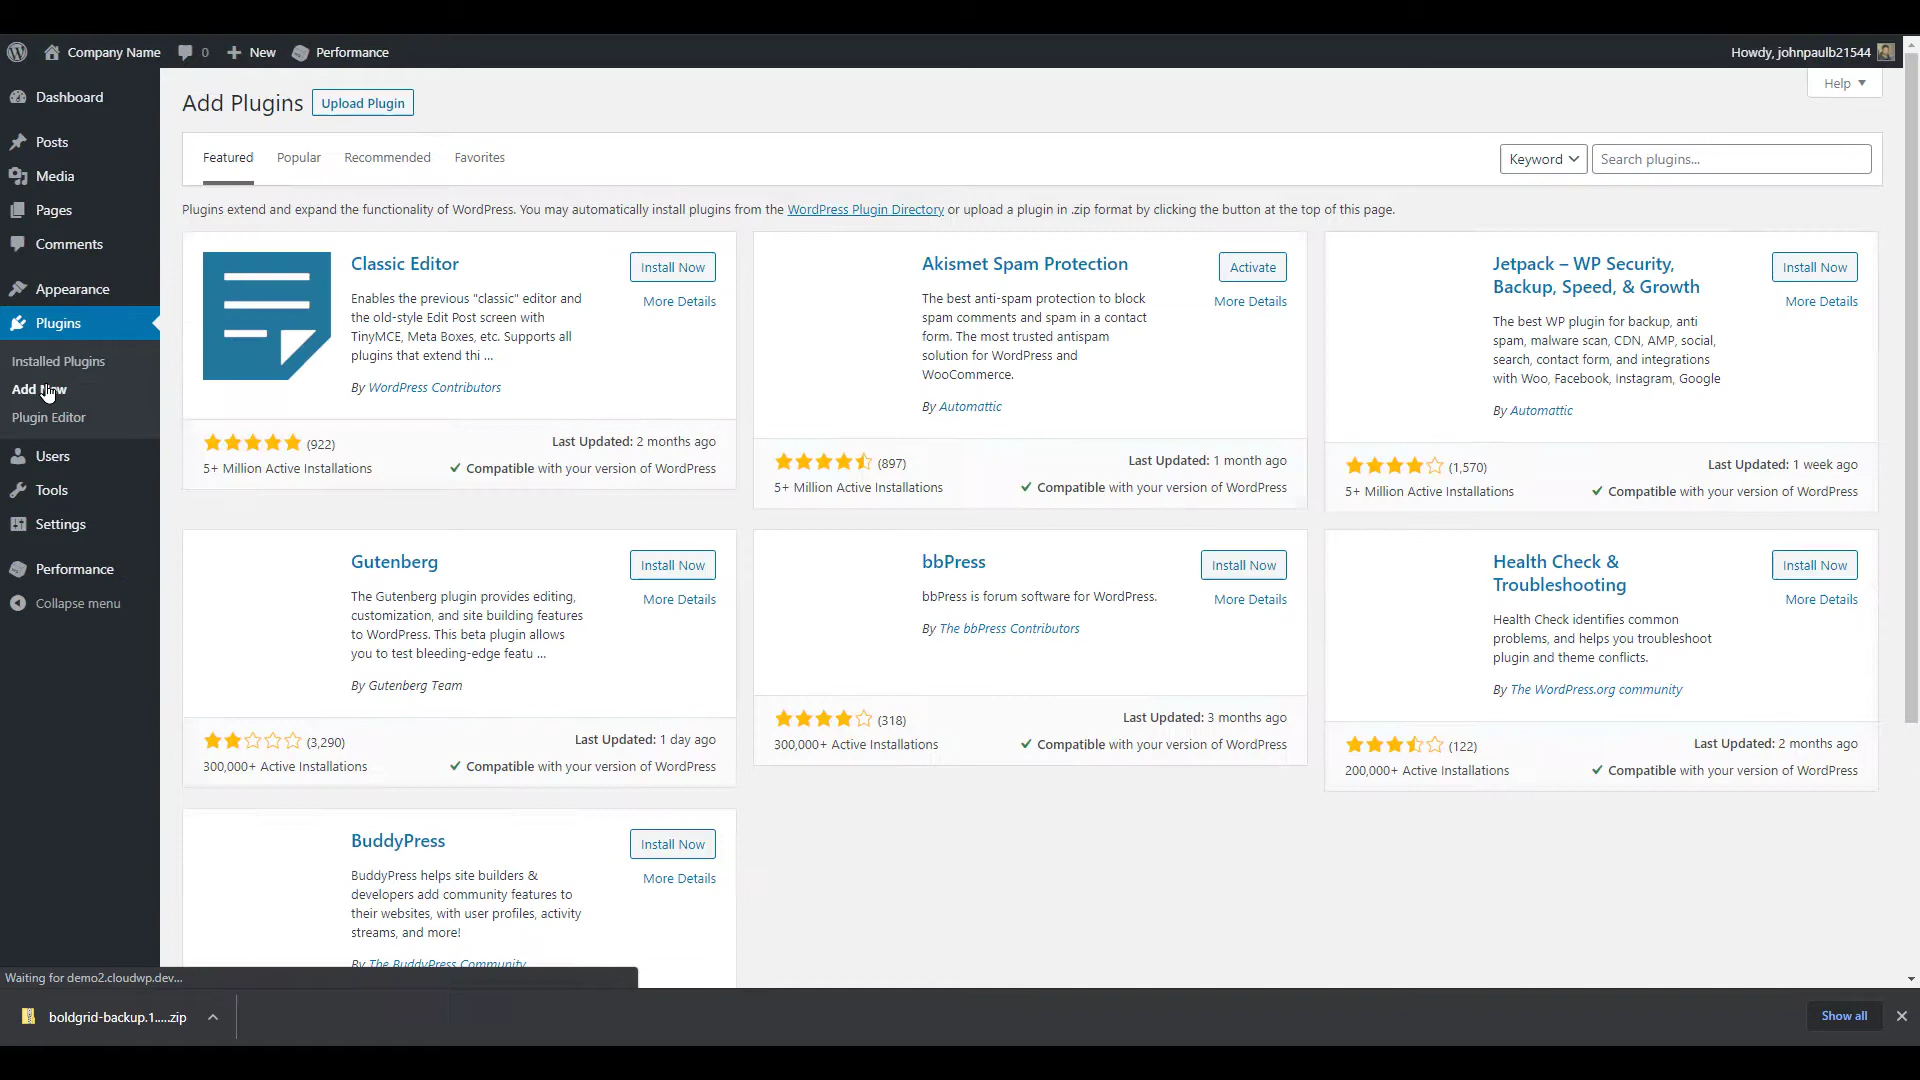 Company Name 0 New Performance Howdy, johnpaulb21544
Dashboard
Posts
Media
Pages
Comments
Appearance
Plugins
Installed Plugins
Add New
Plugin Editor
Users
Tools
Settings
Performance
Collapse menu
Help
Add Plugins Upload Plugin
Featured Popular Recommended Favorites Keyword Search plugins...
Plugins extend and expand the functionality of WordPress. You may automatically install plugins from the WordPress Plugin Directory or upload a plugin in .zip format by clicking the button at the top of this page.
Classic Editor
Install Now
More Details
Enables the previous "classic" editor and
the old-style Edit Post screen with
TinyMCE, Meta Boxes, etc. Supports all
plugins that extend thi ...
By WordPress Contributors
(922)
Last Updated: 2 months ago
5+ Million Active Installations
Compatible with your version of WordPress
Akismet Spam Protection
Activate
More Details
The best anti-spam protection to block
spam comments and spam in a contact
form. The most trusted antispam
solution for WordPress and
WooCommerce.
By Automattic
(897)
Last Updated: 1 month ago
5+ Million Active Installations
Compatible with your version of WordPress
Jetpack – WP Security,
Backup, Speed, & Growth
Install Now
More Details
The best WP plugin for backup, anti
spam, malware scan, CDN, AMP, social,
search, contact form, and integrations
with Woo, Facebook, Instagram, Google
By Automattic
(1,570)
Last Updated: 1 week ago
5+ Million Active Installations
Compatible with your version of WordPress
Gutenberg
Install Now
More Details
The Gutenberg plugin provides editing,
customization, and site building features
to WordPress. This beta plugin allows
you to test bleeding-edge featu ...
By Gutenberg Team
(3,290)
Last Updated: 1 day ago
300,000+ Active Installations
Compatible with your version of WordPress
bbPress
Install Now
More Details
bbPress is forum software for WordPress.
By The bbPress Contributors
(318)
Last Updated: 3 months ago
300,000+ Active Installations
Compatible with your version of WordPress
Health Check &
Troubleshooting
Install Now
More Details
Health Check identifies common
problems, and helps you troubleshoot
plugin and theme conflicts.
By The WordPress.org community
(122)
Last Updated: 2 months ago
200,000+ Active Installations
Compatible with your version of WordPress
BuddyPress
Install Now
More Details
BuddyPress helps site builders &
developers add community features to
their websites, with user profiles, activity
streams, and more!
By The BuddyPress Community
Waiting for demo2.cloudwp.dev...
boldgrid-backup.1.....zip
Show all